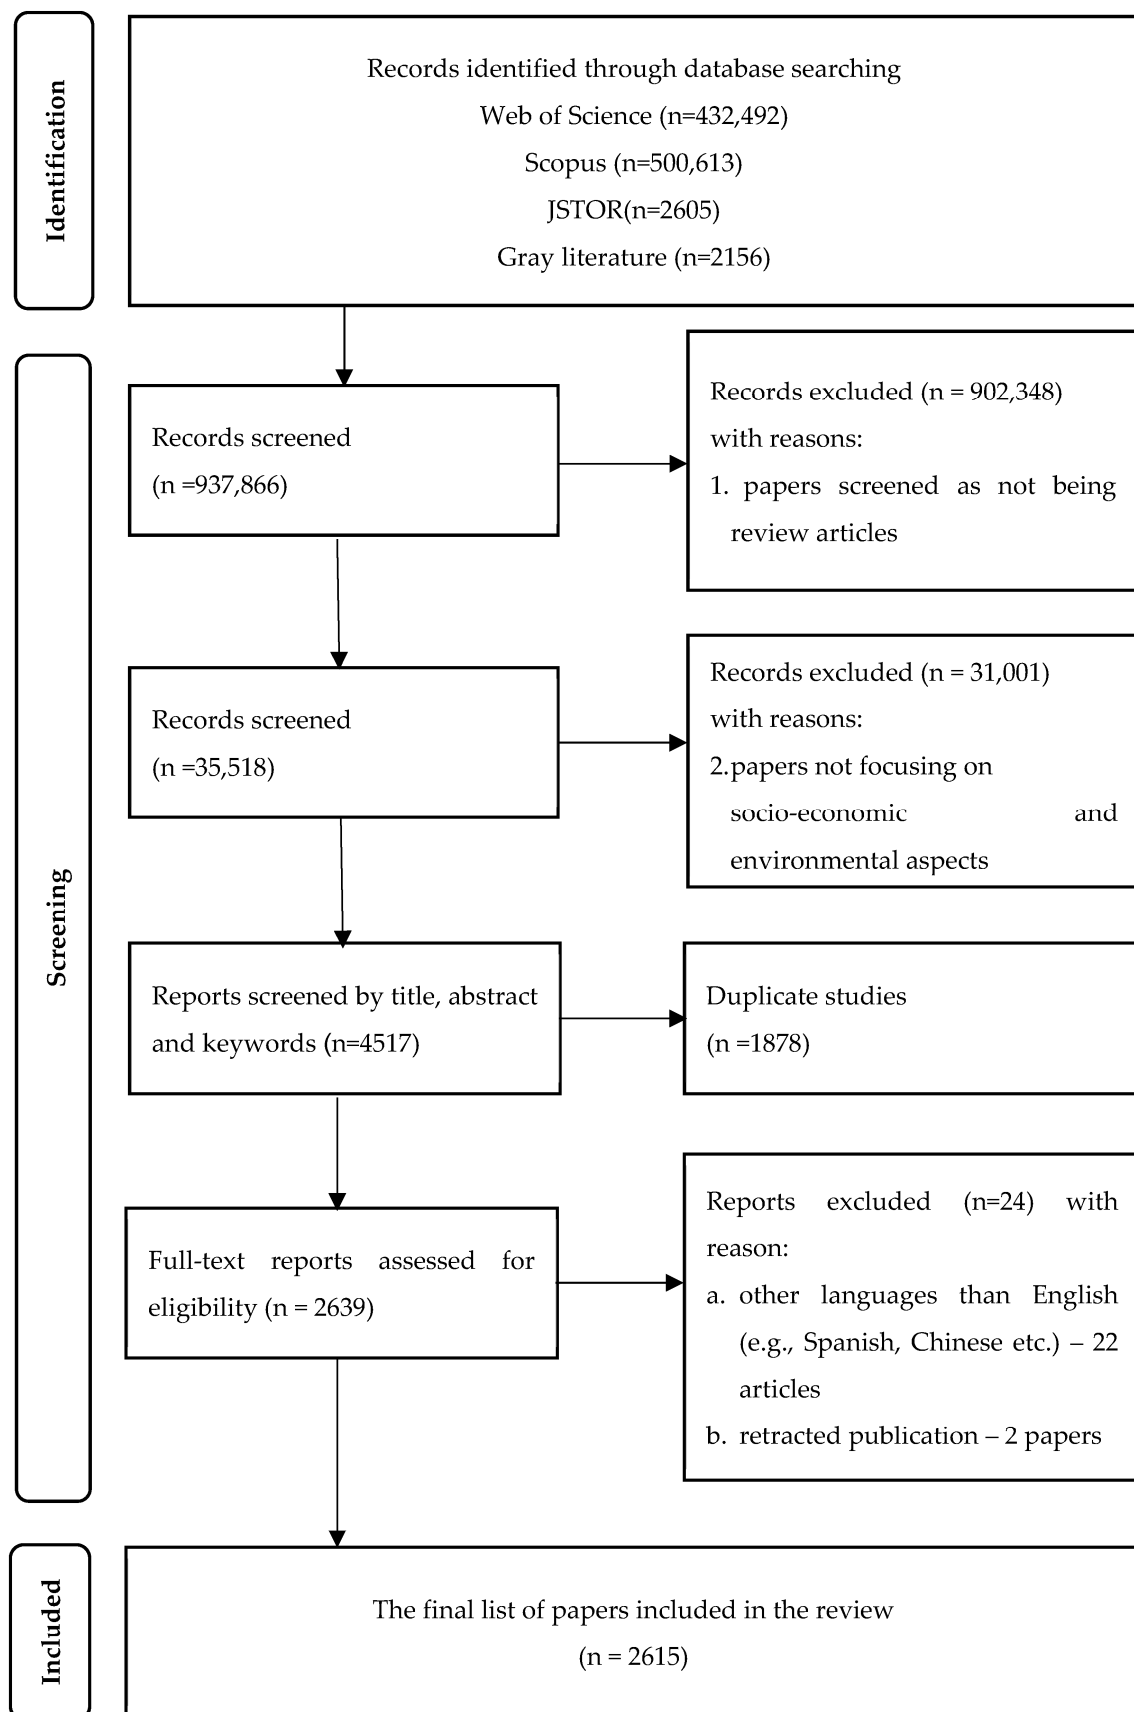 Identification
Records identified through database searching
Web of Science (n=432,492)
Scopus (n=500,613)
JSTOR(n=2605)
Gray literature (n=2156)
Screening
Records screened
(n =937,866)
Records excluded (n = 902,348)
with reasons:
1. papers screened as not being
review articles
Records screened
(n =35,518)
Records excluded (n = 31,001)
with reasons:
2.papers not focusing on
socio-economic and
environmental aspects
Reports screened by title, abstract
and keywords (n=4517)
Duplicate studies
(n =1878)
Full-text reports assessed for
eligibility (n = 2639)
Reports excluded (n=24) with
reason:
a. other languages than English
(e.g., Spanish, Chinese etc.) – 22
articles
b. retracted publication – 2 papers
Included
The final list of papers included in the review
(n = 2615)